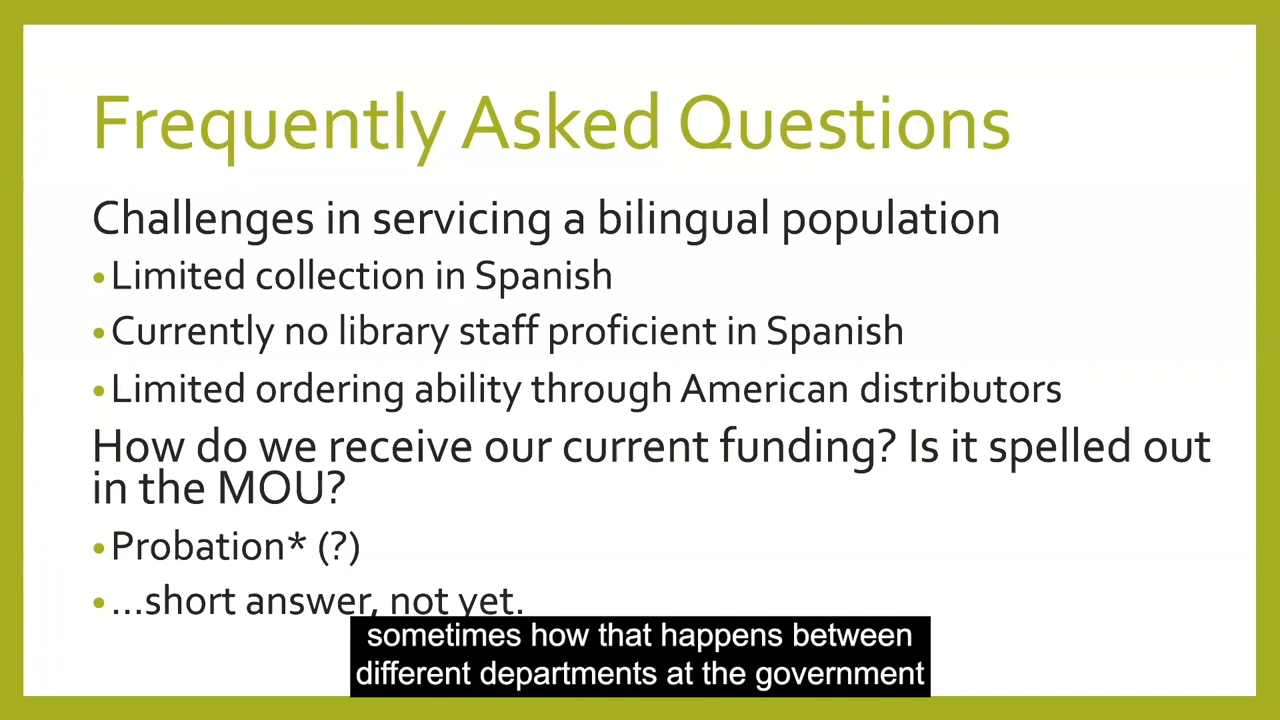 Frequently Asked Questions
Challenges in servicing a bilingual population
•Limited collection in Spanish
•Currently no library staff proficient in Spanish
•Limited ordering ability through American distributors
How do we receive our current funding? Is it spelled out
in the MOU?
•Probation* (?)
•...short answer, not yet.
sometimes how that happens between
different departments at the government